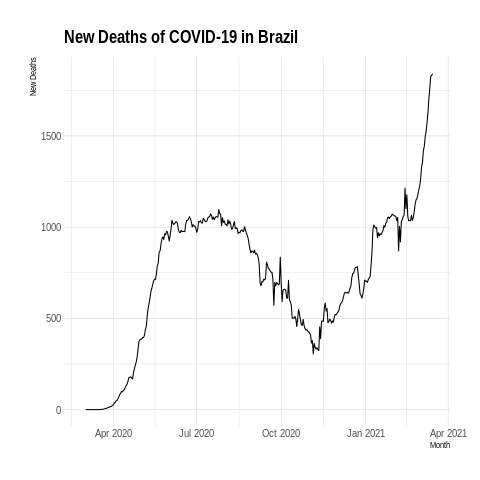 New Deaths of COVID-19 in Brazil
New Deaths
1500
1000
500
0
Apr 2020 Jul 2020 Oct 2020 Jan 2021 Apr 2021
Month